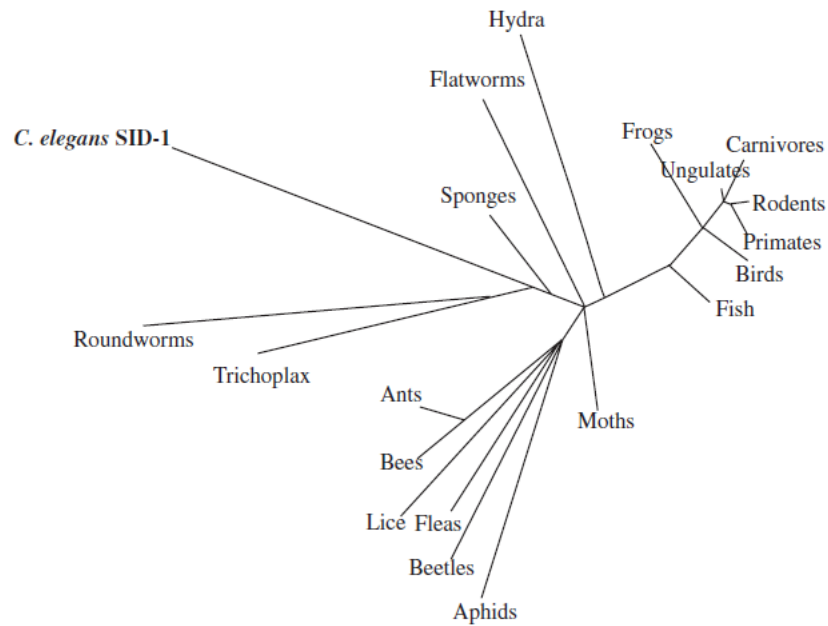 Hydra
Flatworms
C. elegans SID-1
Frogs
Carnivores
Ungulates
Sponges
Rodents
Primates
Birds
Fish
Roundworms
Trichoplax
Ants
Moths
Bees
Lice Fleas
Beetles
Aphids